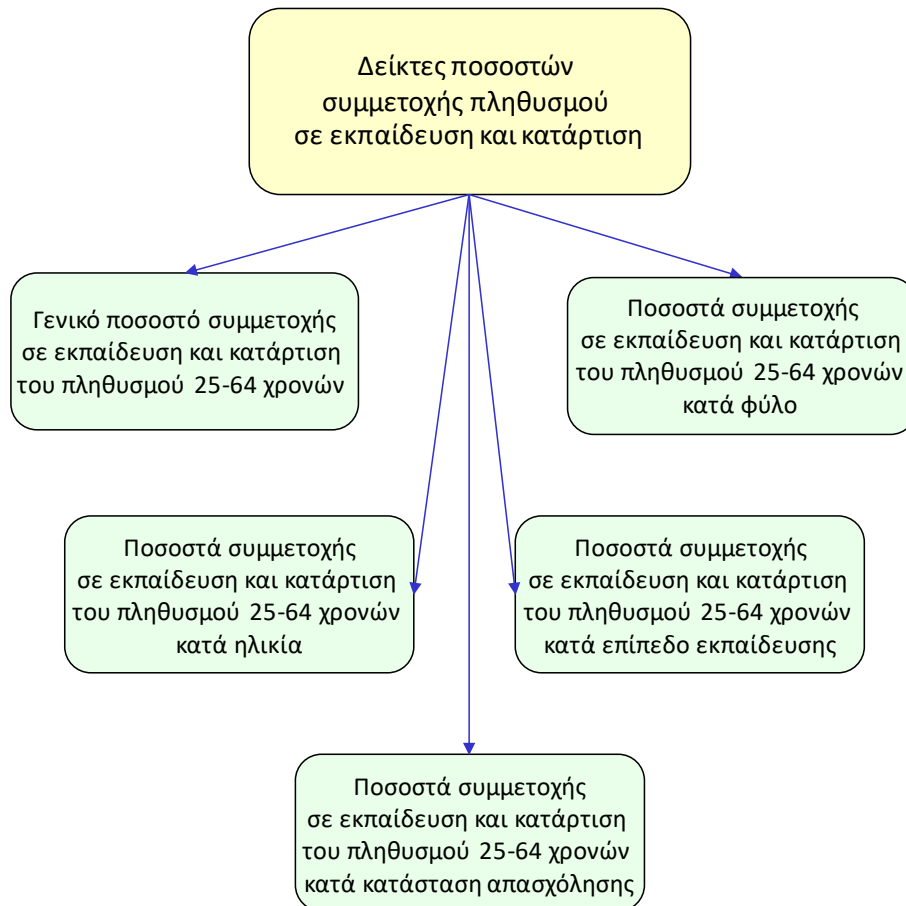 Δείκτες ποσοστών
συμμετοχής πληθυσμού
σε εκπαίδευση και κατάρτιση
Γενικό ποσοστό συμμετοχής
σε εκπαίδευση και κατάρτιση
του πληθυσμού 25-64 χρονών
Ποσοστά συμμετοχής
σε εκπαίδευση και κατάρτιση
του πληθυσμού 25-64 χρονών
κατά φύλο
Ποσοστά συμμετοχής
σε εκπαίδευση και κατάρτιση
του πληθυσμού 25-64 χρονών
κατά ηλικία
Ποσοστά συμμετοχής
σε εκπαίδευση και κατάρτιση
του πληθυσμού 25-64 χρονών
κατά επίπεδο εκπαίδευσης
Ποσοστά συμμετοχής
σε εκπαίδευση και κατάρτιση
του πληθυσμού 25-64 χρονών
κατά κατάσταση απασχόλησης